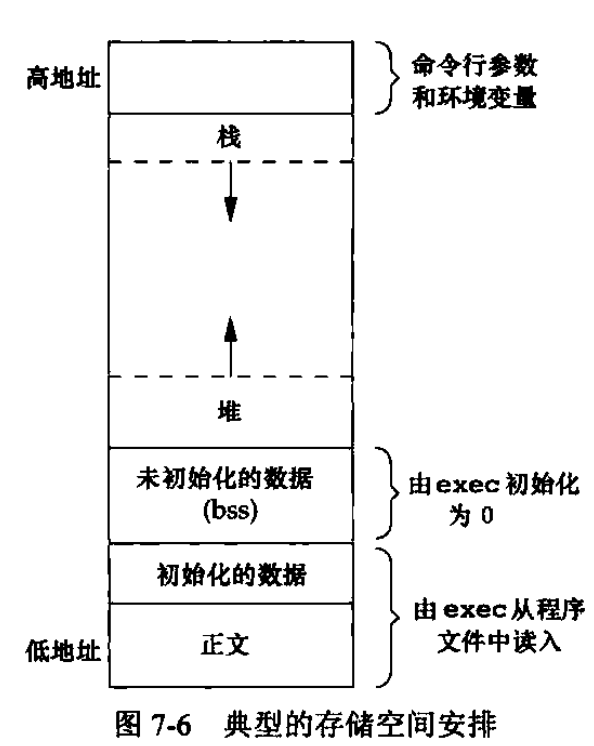 高地址
命令行参数
和环境变量
栈
堆
未初始化的数据
(bss)
由exec初始化
为 0
初始化的数据
由exec从程序
文件中读入
低地址
正文
图 7-6 典型的存储空间安排